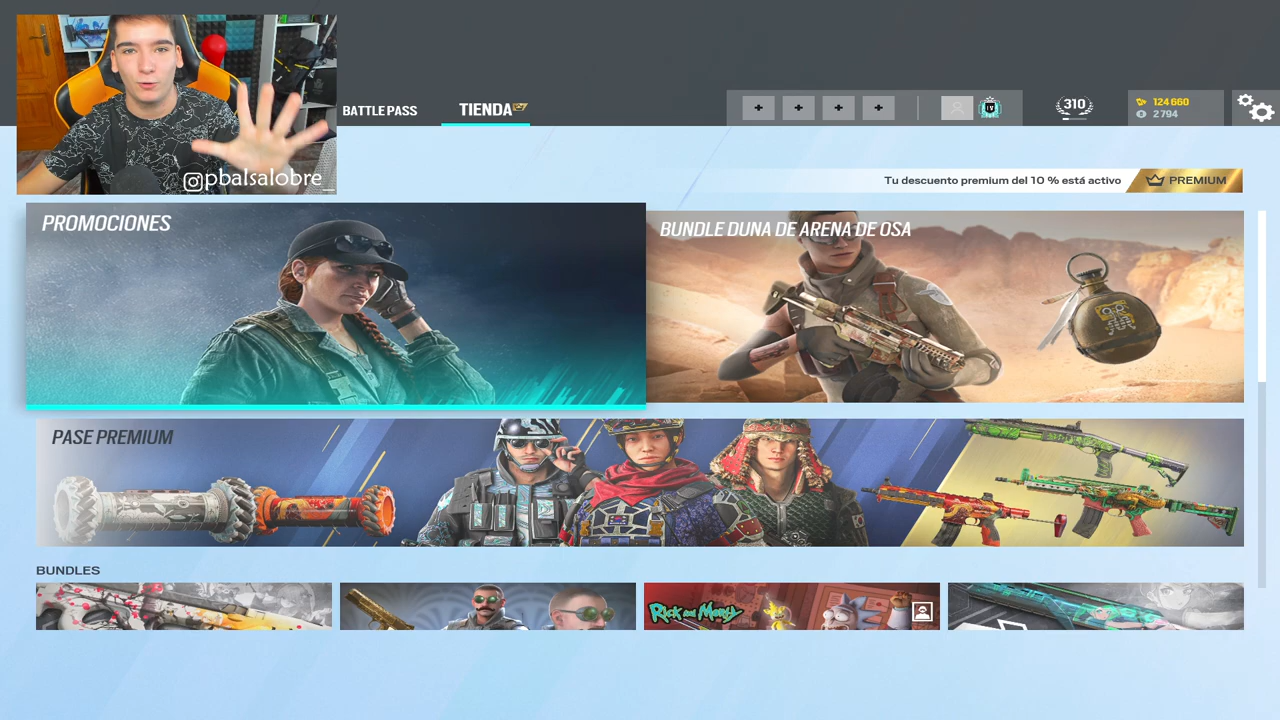 pbalsalobre_
BATTLE PASS
TIENDA
310
124 660
2 794
Tu descuento premium del 10 % está activo
PREMIUM
PROMOCIONES
BUNDLE DUNA DE ARENA DE OSA
PASE PREMIUM
BUNDLES
Rick and Morty